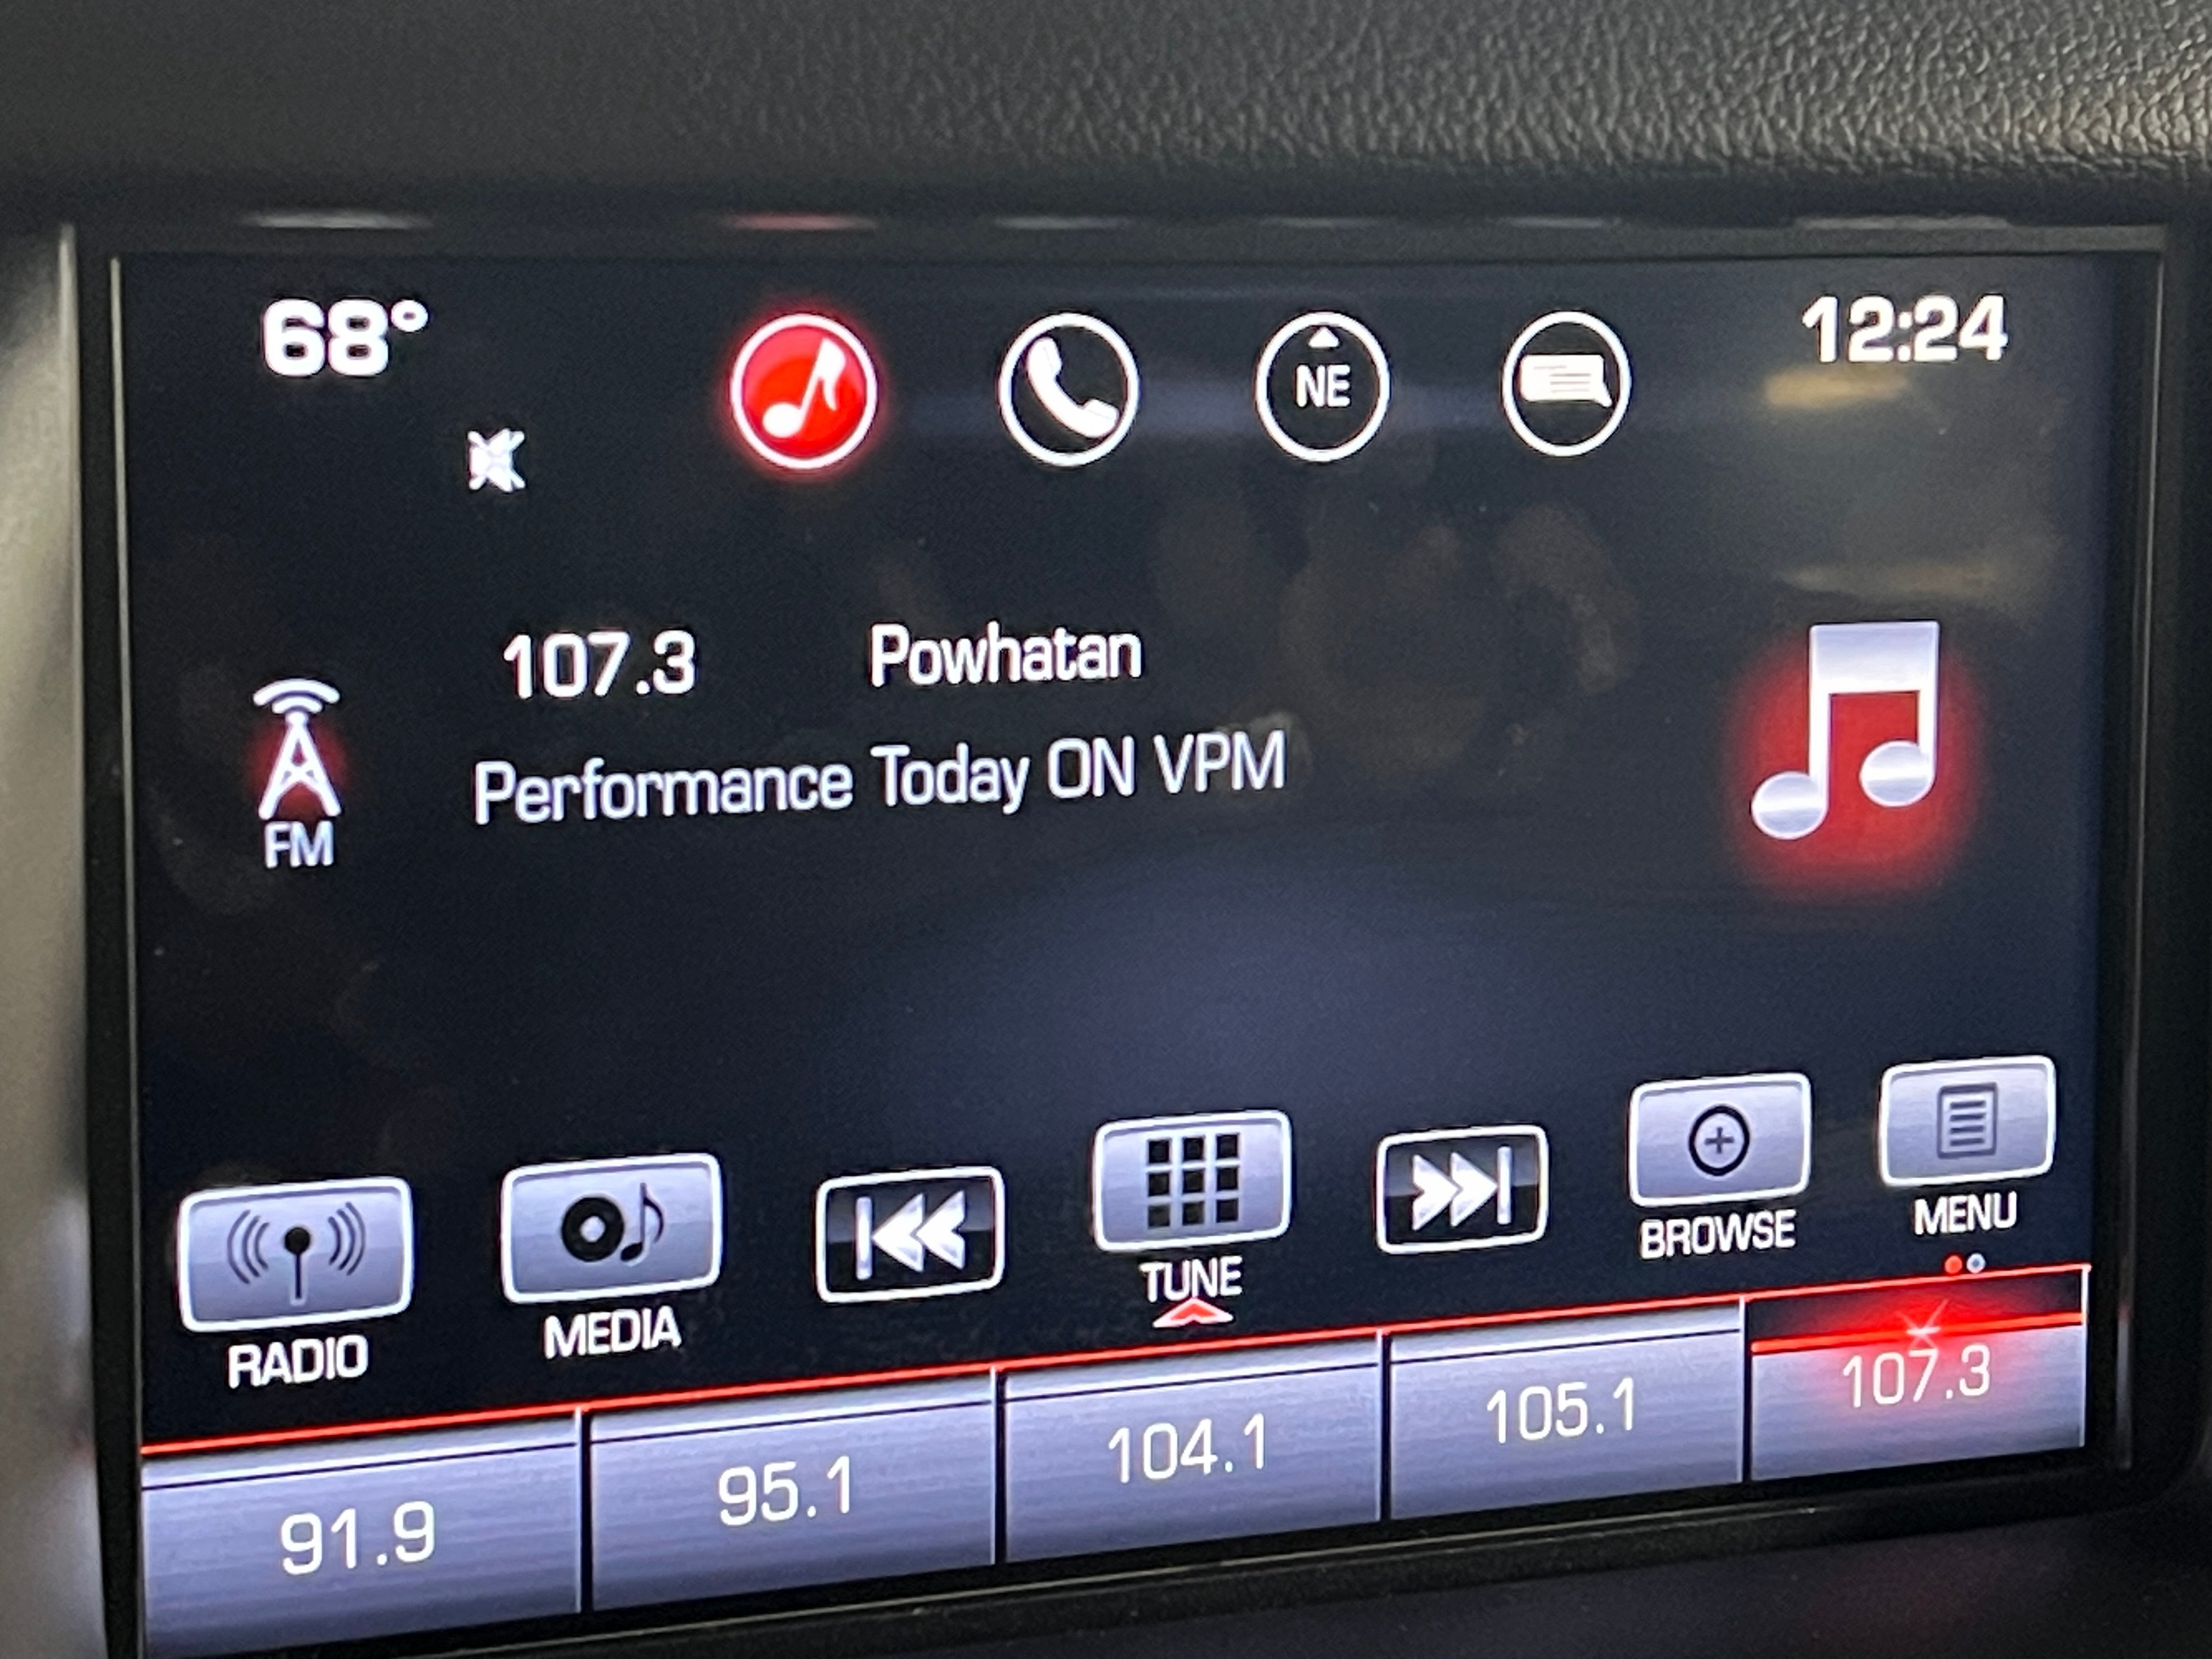 68°
NE
12:24
107.3 Powhatan
Performance Today ON VPM
FM
RADIO
MEDIA
TUNE
BROWSE
MENU
91.9
95.1
104.1
105.1
107.3